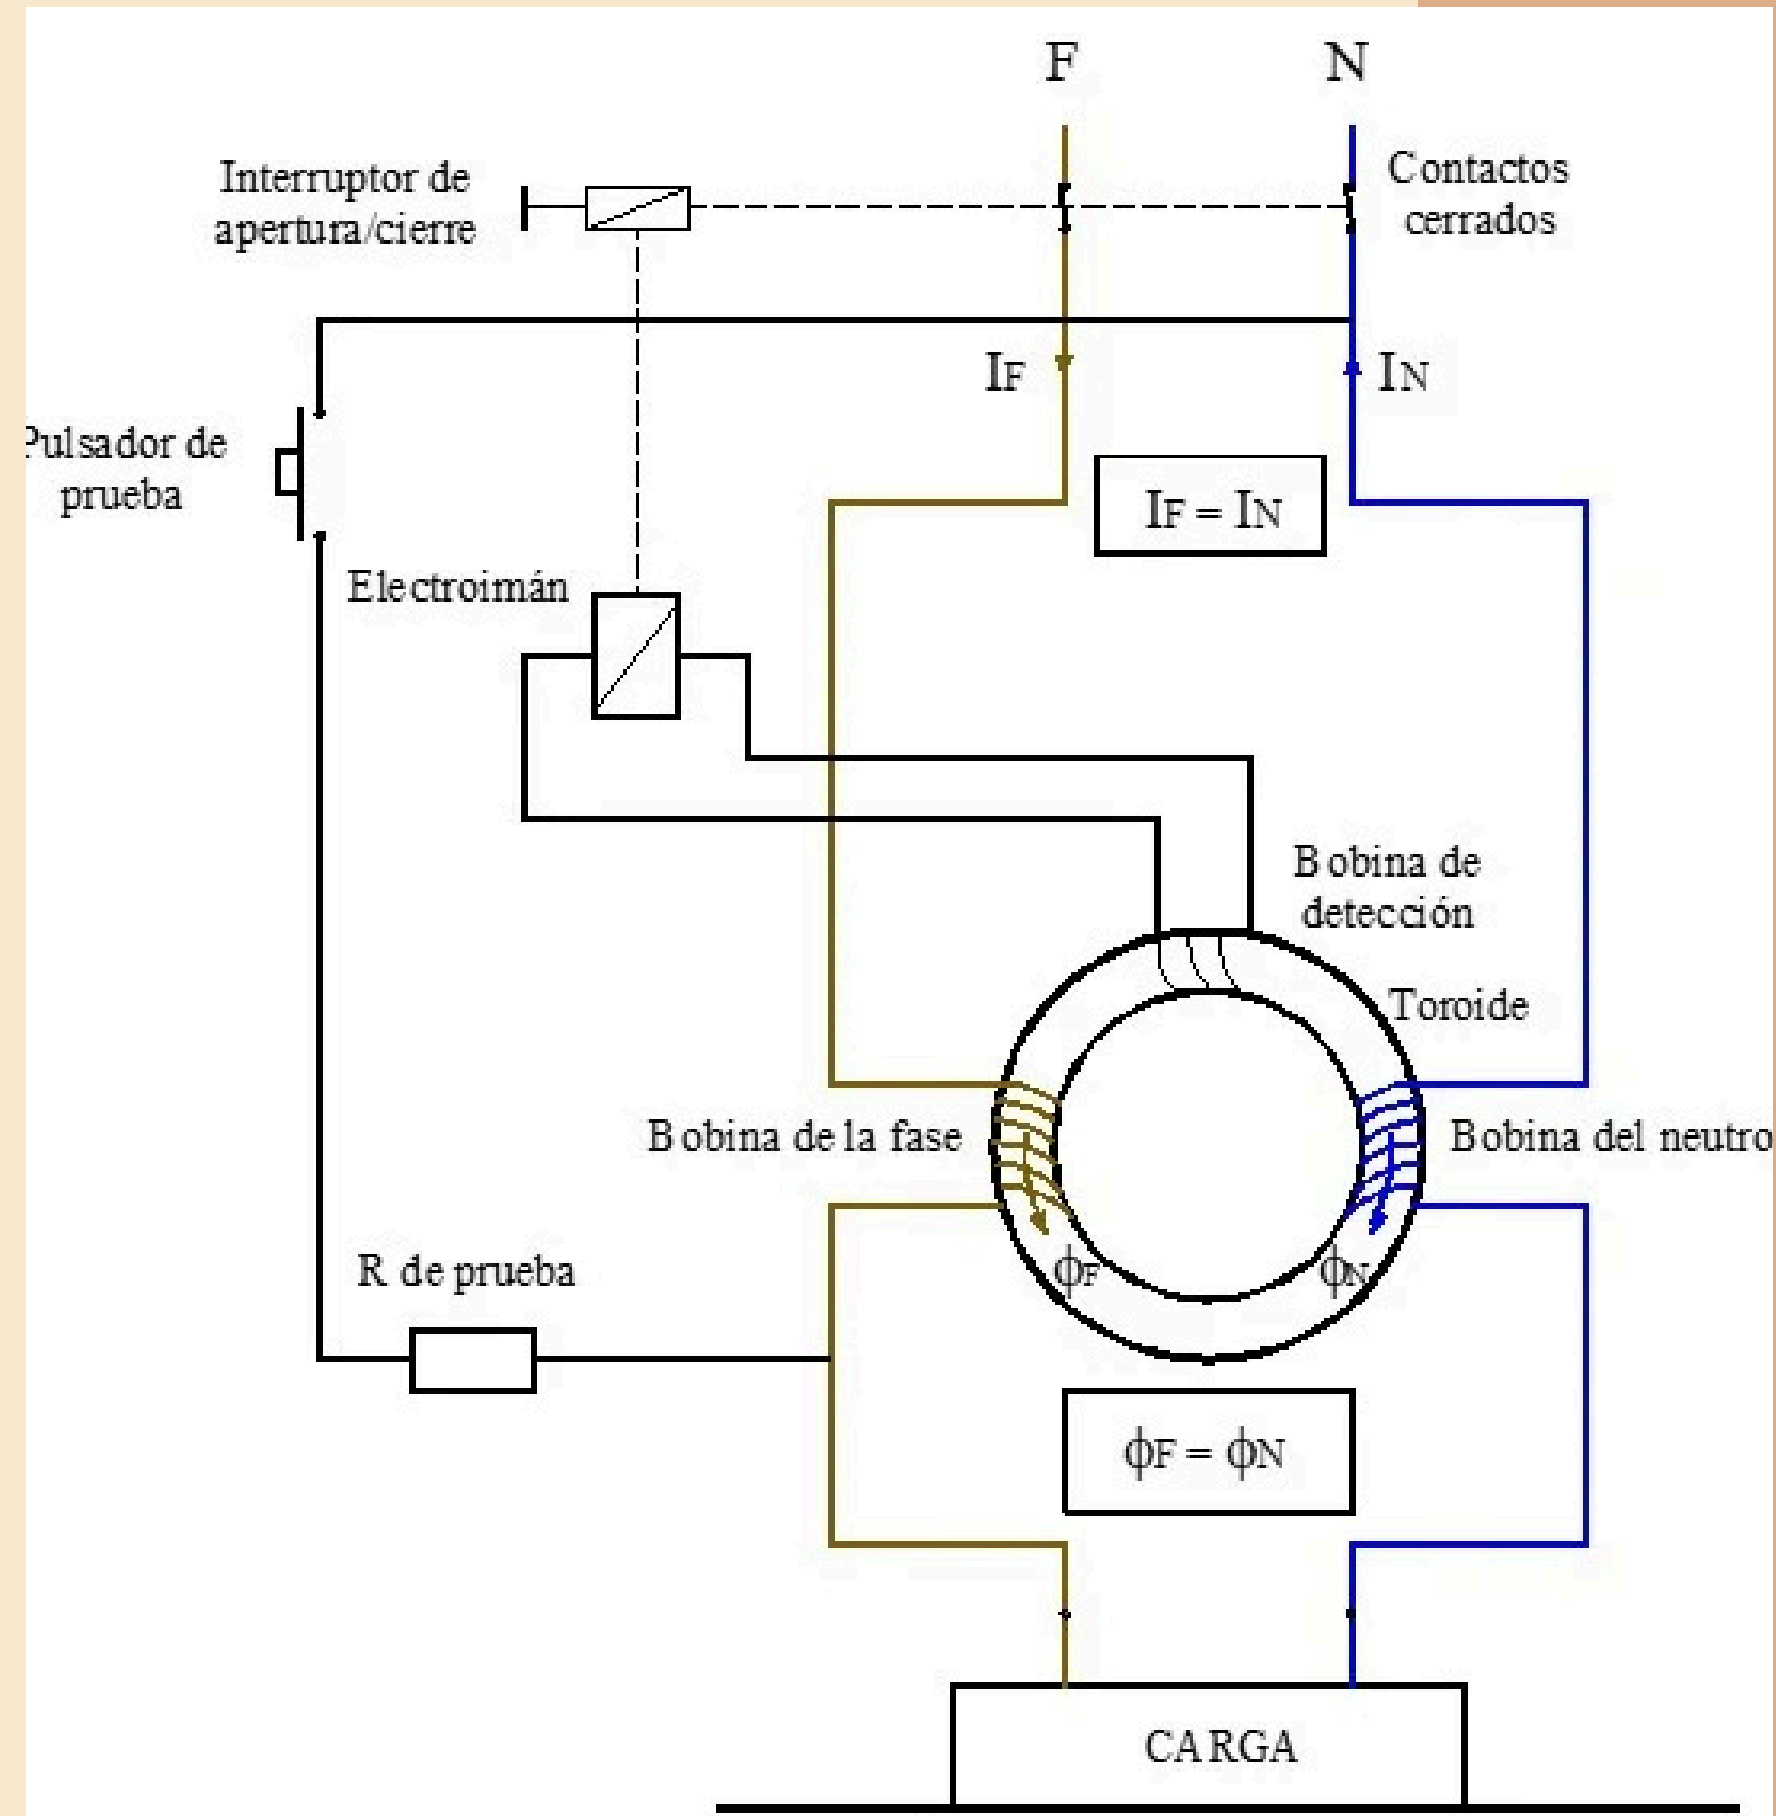 F
N
Interruptor de
apertura/cierre
Contactos
cerrados
IF
IN
Pulsador de
prueba
IF = IN
Electroimán
Bobina de
detección
Toroide
Bobina de la fase
Bobina del neutro
R de prueba
ϕF
ϕN
ϕF = ϕN
CARGA